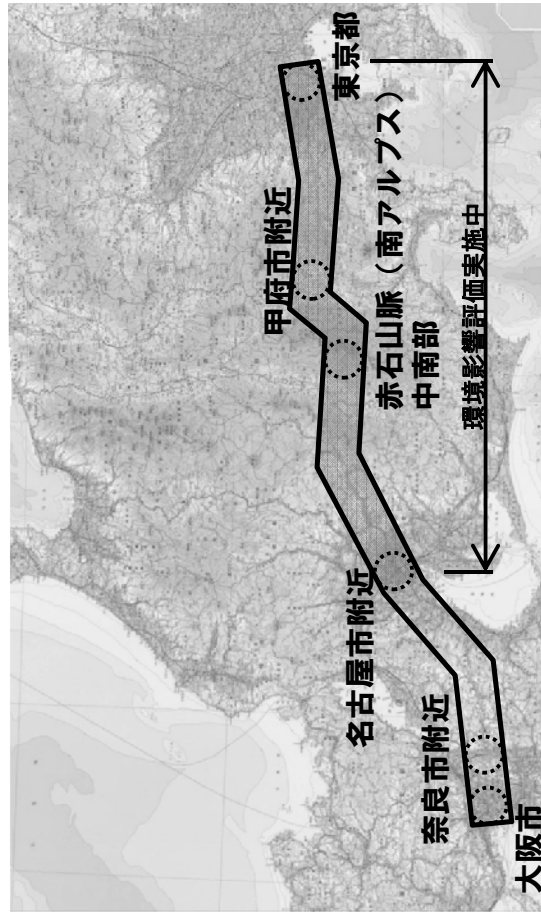 東京都
甲府市附近
赤石山脈（南アルプス）
中南部
環境影響評価実施中
名古屋市附近
奈良市附近
大阪市